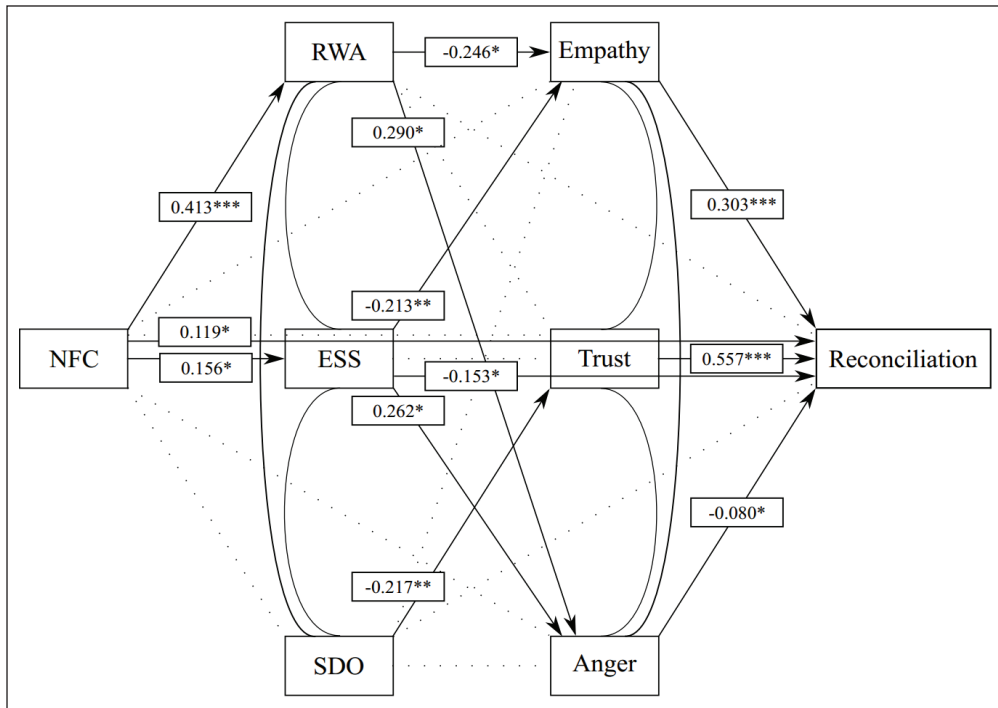 RWA -0.246* Empathy
0.290*
0.413*** 0.303***
-0.213**
NFC 0.119* ESS Trust 0.557*** Reconciliation
0.156* -0.153*
0.262*
-0.080*
-0.217**
SDO Anger